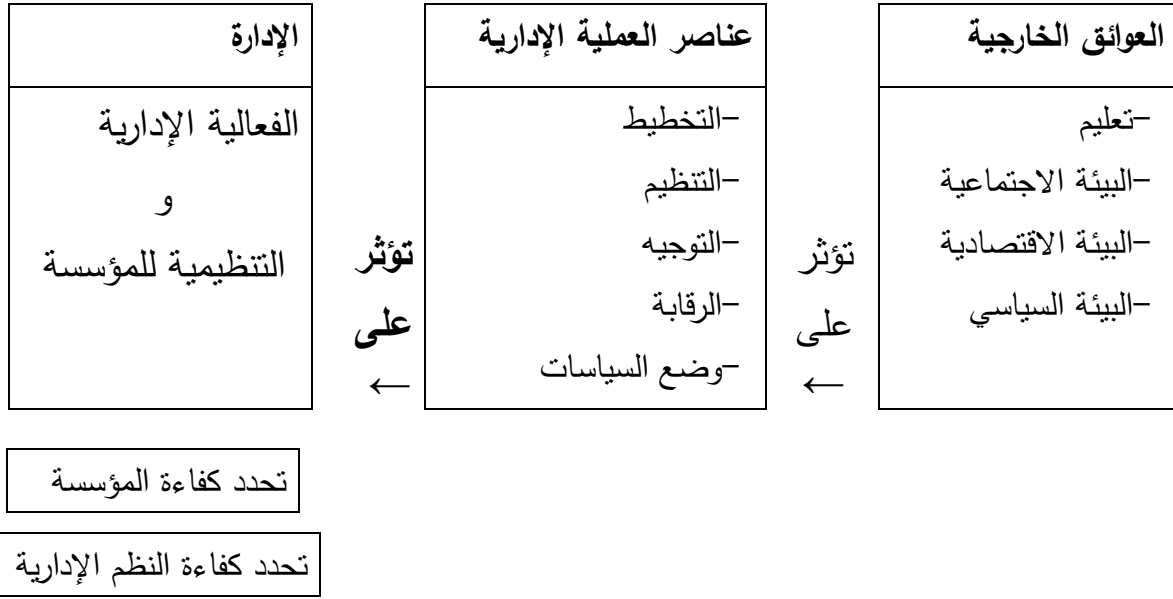 العوائق الخارجية
-تعليم
-البيئة الاجتماعية
-البيئة الاقتصادية
-البيئة السياسي
تؤثر
على
←
عناصر العملية الإدارية
-التخطيط
-التنظيم
-التوجيه
-الرقابة
-وضع السياسات
تؤثر
على
←
الإدارة
الفعالية الإدارية
و
التنظيمية للمؤسسة
تحدد كفاءة المؤسسة
تحدد كفاءة النظم الإدارية